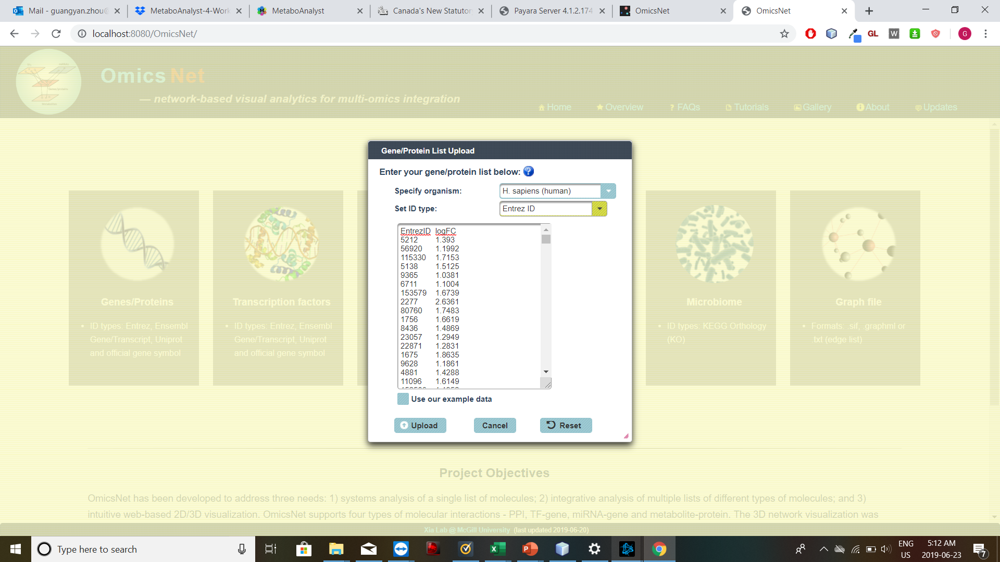 Mail - guangyan.zhou@
MetaboAnalyst-4-Work
MetaboAnalyst
Canada's New Statutor
Payara Server 4.1.2.174
OmicsNet
OmicsNet
localhost:8080/OmicsNet/
GL
W
G
Omics Net
— network-based visual analytics for multi-omics integration
Home
Overview
? FAQs
Tutorials
Gallery
About
Updates
Gene/Protein List Upload
Enter your gene/protein list below: ?
Specify organism: H. sapiens (human)
Set ID type: Entrez ID
EntrezID logFC
5212 1.393
56920 1.1992
115330 1.7153
5138 1.5125
9365 1.0381
6711 1.1004
153579 1.6739
2277 2.6361
80760 1.7483
1756 1.6619
8436 1.4869
23057 1.2949
22871 1.2831
1675 1.8635
9628 1.1861
4881 1.4288
11096 1.6149
Use our example data
Upload
Cancel
Reset
Genes/Proteins
• ID types: Entrez, Ensembl
Gene/Transcript, Uniprot
and official gene symbol
Transcription factors
• ID types: Entrez, Ensembl
Gene/Transcript, Uniprot
and official gene symbol
Microbiome
• ID types: KEGG Orthology
(KO)
Graph file
• Formats: .sif, .graphml or
txt (edge list)
Project Objectives
OmicsNet has been developed to address three needs: 1) systems analysis of a single list of molecules; 2) integrative analysis of multiple lists of different types of molecules; and 3)
intuitive web-based 2D/3D visualization. OmicsNet supports four types of molecular interactions - PPI, TF-gene, miRNA-gene and metabolite-protein. The 3D network visualization was
Xia Lab @ McGill University (last updated 2019-06-20)
Type here to search
ENG
US
5:12 AM
2019-06-23
7